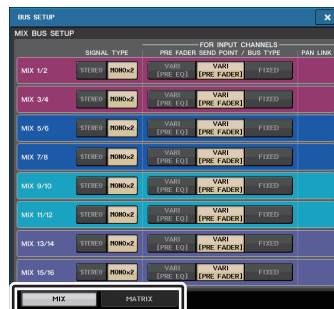 BUS SETUP
MIX BUS SETUP
FOR INPUT CHANNELS
SIGNAL TYPE PRE FADER SEND POINT / BUS TYPE PAN LINK
MIX 1/2 STEREO MONOx2 VARI [PRE EQ] VARI [PRE FADER] FIXED
MIX 3/4 STEREO MONOx2 VARI [PRE EQ] VARI [PRE FADER] FIXED
MIX 5/6 STEREO MONOx2 VARI [PRE EQ] VARI [PRE FADER] FIXED
MIX 7/8 STEREO MONOx2 VARI [PRE EQ] VARI [PRE FADER] FIXED
MIX 9/10 STEREO MONOx2 VARI [PRE EQ] VARI [PRE FADER] FIXED
MIX 11/12 STEREO MONOx2 VARI [PRE EQ] VARI [PRE FADER] FIXED
MIX 13/14 STEREO MONOx2 VARI [PRE EQ] VARI [PRE FADER] FIXED
MIX 15/16 STEREO MONOx2 VARI [PRE EQ] VARI [PRE FADER] FIXED
MIX MATRIX